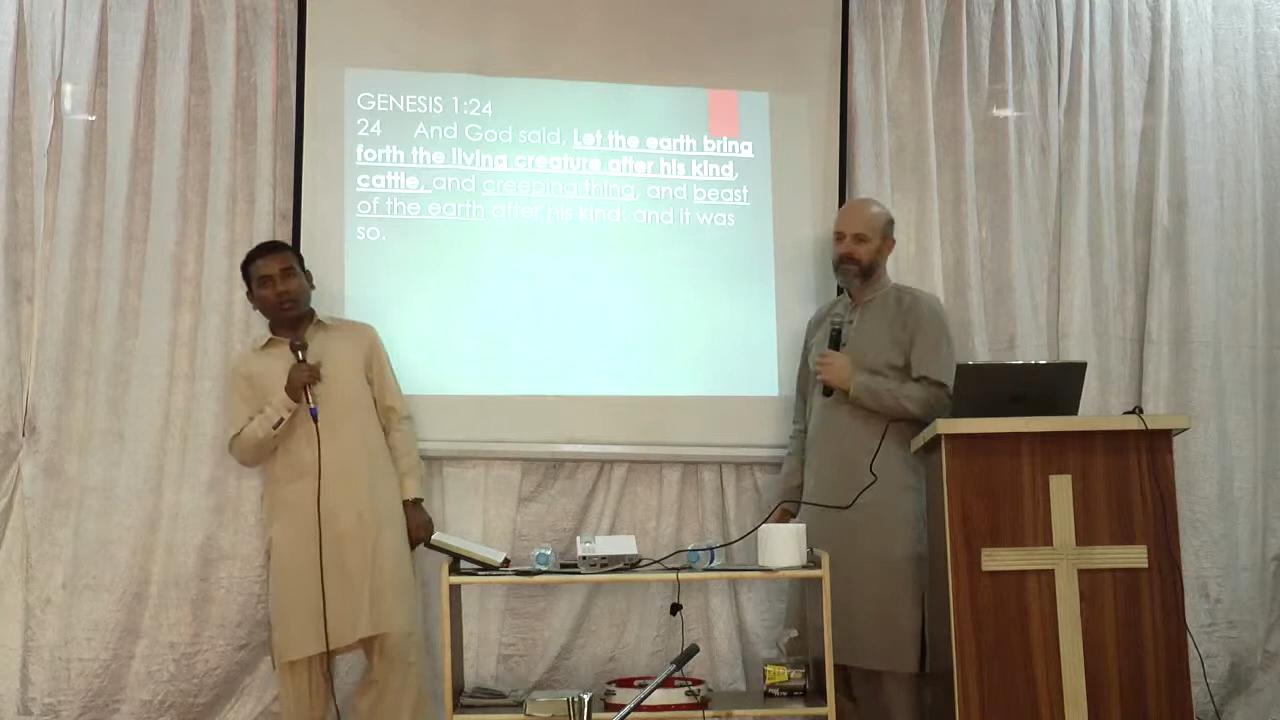 GENESIS 1:24
24 And God said, Let the earth bring
forth the living creature after his kind,
cattle, and creeping thing, and beast
of the earth after his kind: and it was
so.